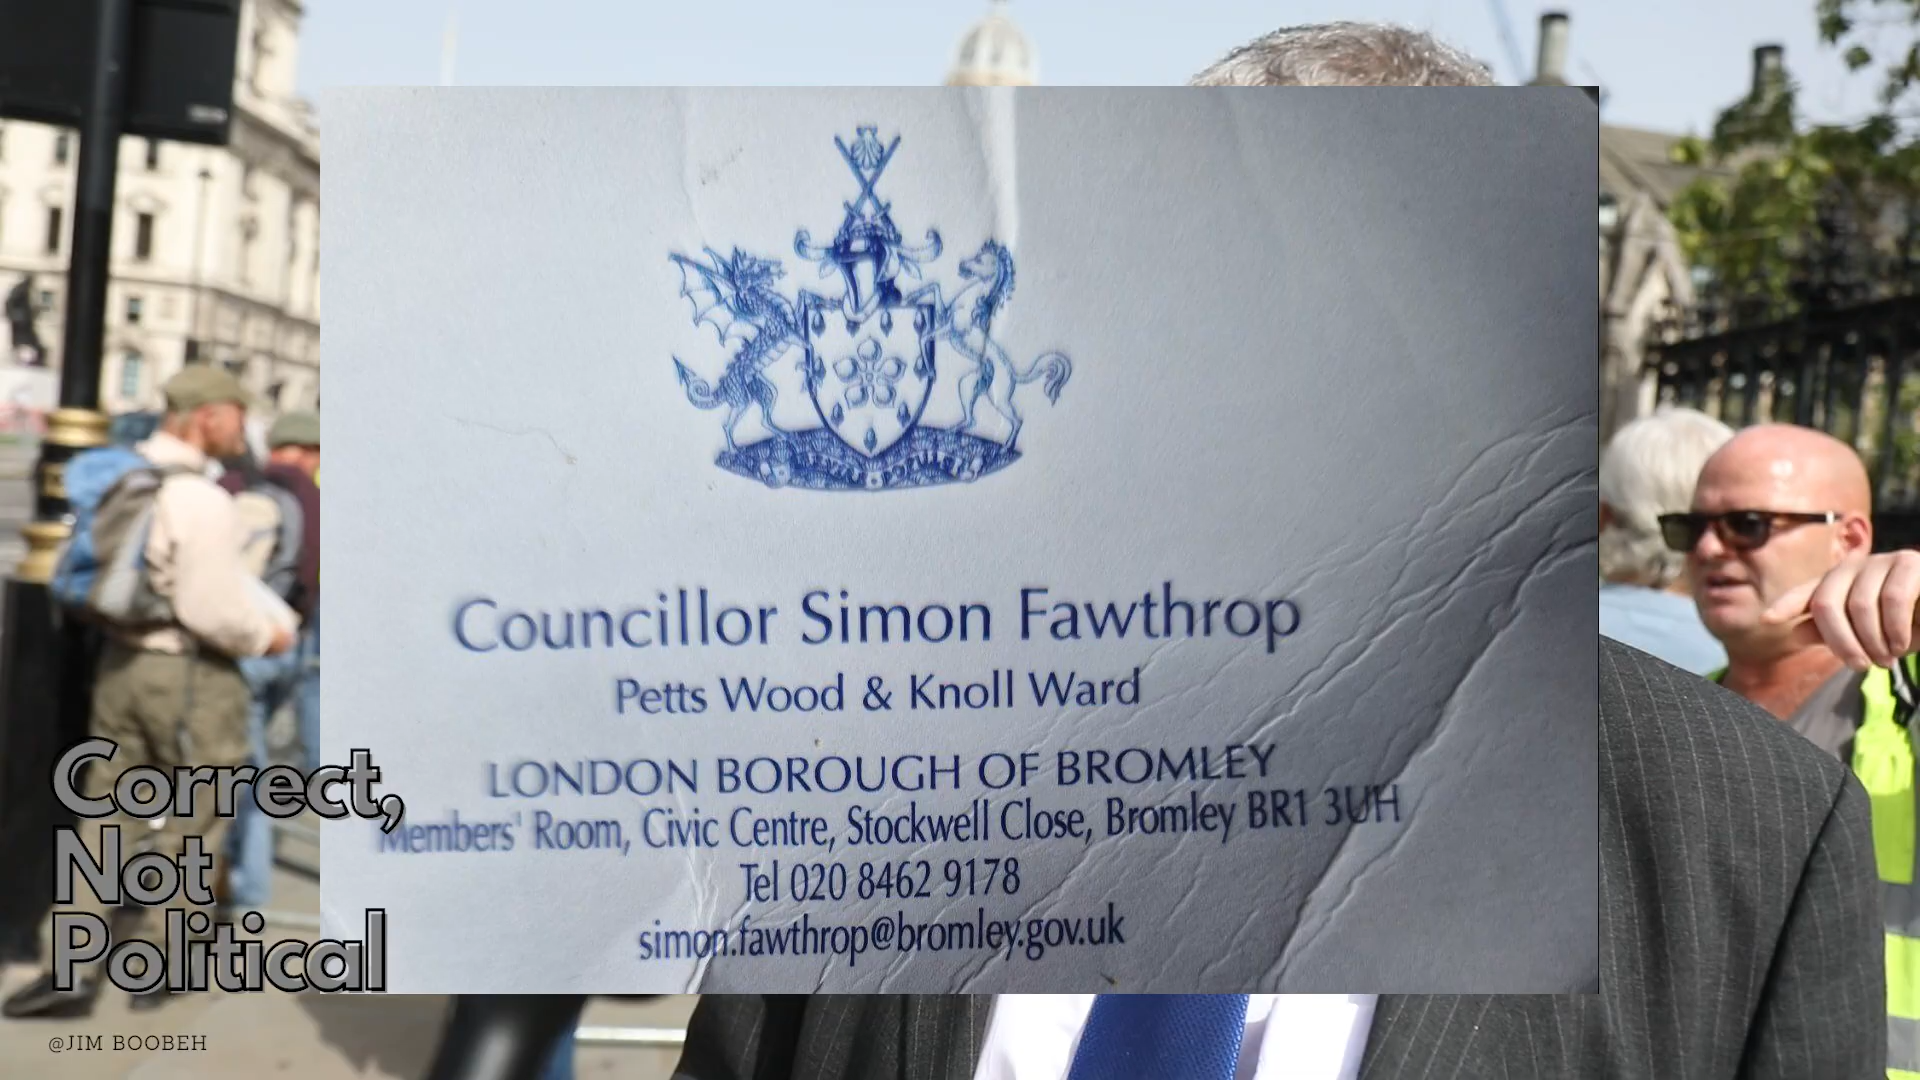 Councillor Simon Fawthrop
Petts Wood & Knoll Ward
LONDON BOROUGH OF BROMLEY
Members' Room, Civic Centre, Stockwell Close, Bromley BR1 3UH
Tel 020 8462 9178
simon.fawthrop@bromley.gov.uk
Correct,
Not
Political
@JIM BOOBEH